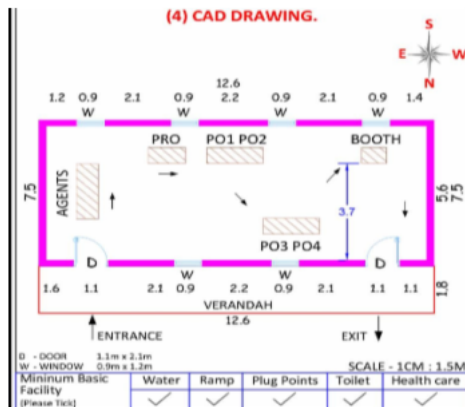 (4) CAD DRAWING.
S
E W
N
12.6
1.2 0.9 2.1 0.9 2.2 0.9 2.1 0.9 1.4
W W W W
PRO PO1 PO2 BOOTH
AGENTS
7.5
3.7
5.6
7.5
PO3 PO4
D D
W W
1.6 1.1 2.1 0.9 2.2 0.9 2.1 1.1 1.1
1.8
VERANDAH
12.6
ENTRANCE EXIT
D - DOOR 1.1m x 2.1m
W - WINDOW 0.9m x 1.2m
SCALE - 1CM : 1.5M
Mininum Basic Facility
(Please Tick)
Water Ramp Plug Points Toilet Health care